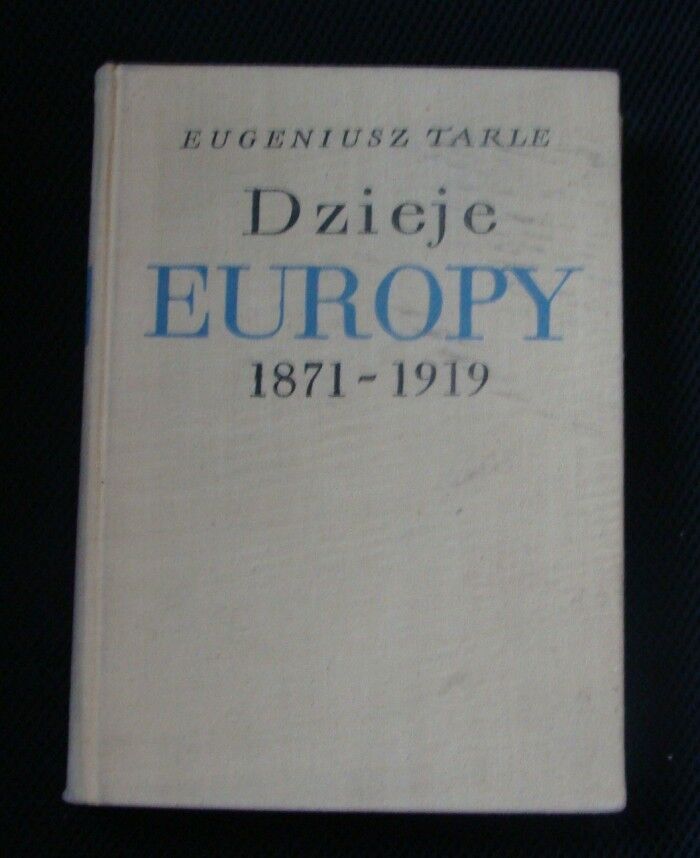 EUGENIUSZ TARLE
Dzieje
EUROPY
1871-1919